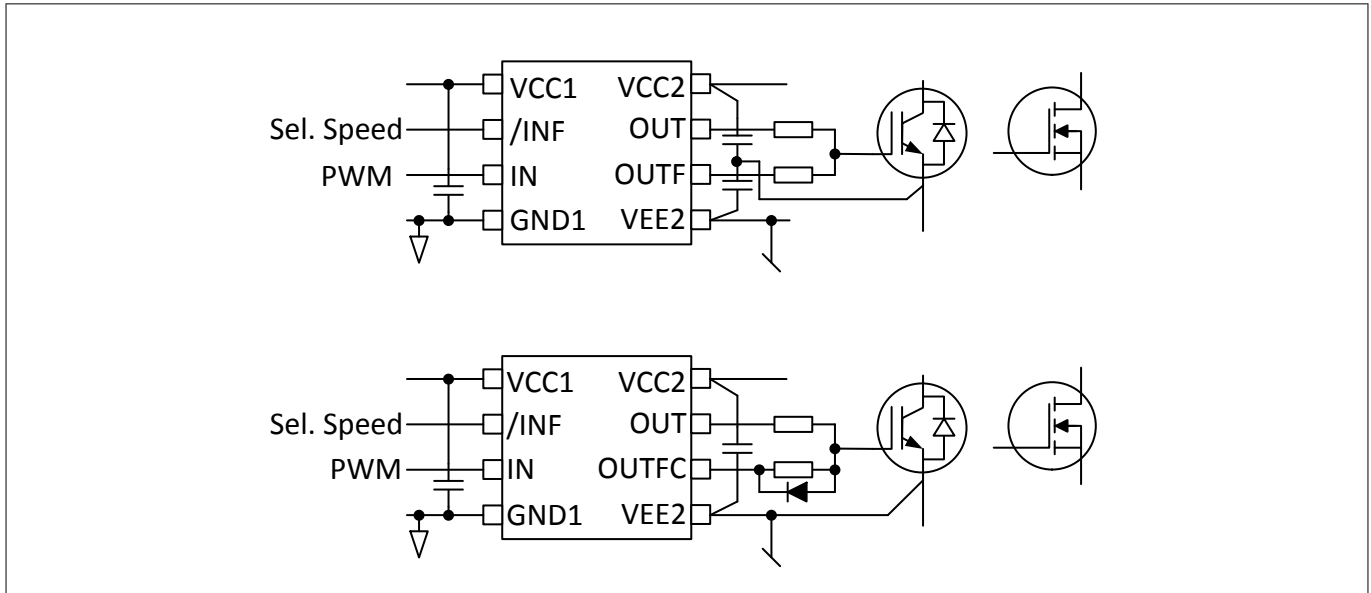 VCC1 VCC2
Sel. Speed /INF OUT
PWM IN OUTF
GND1 VEE2
VCC1 VCC2
Sel. Speed /INF OUT
PWM IN OUTFC
GND1 VEE2